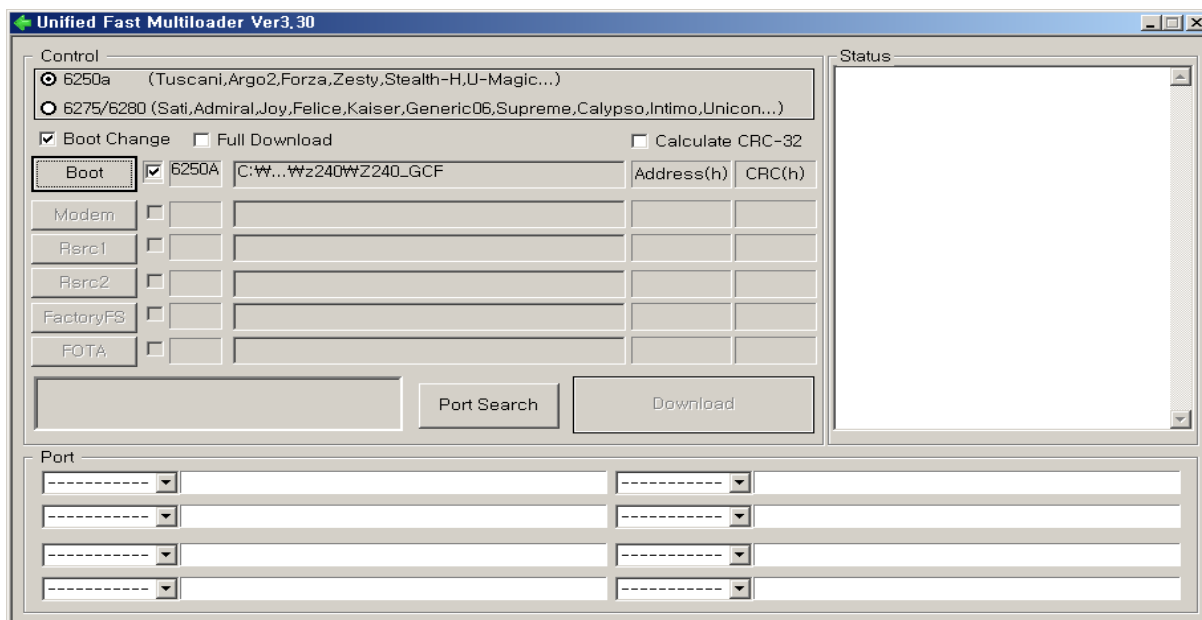 Unified Fast Multiloader Ver3,30
Control
6250a (Tuscani,Argo2,Forza,Zesty,Stealth-H,U-Magic...)
6275/6280 (Sati,Admiral,Joy,Felice,Kaiser,Generic06,Supreme,Calypso,Intimo,Unicon...)
Boot Change Full Download Calculate CRC-32
Boot 6250A C:₩...₩z240₩Z240_GCF Address(h) CRC(h)
Modem
Rsrc1
Rsrc2
FactoryFS
FOTA
Port Search Download
Status
Port
----------- -----------
----------- -----------
----------- -----------
----------- -----------